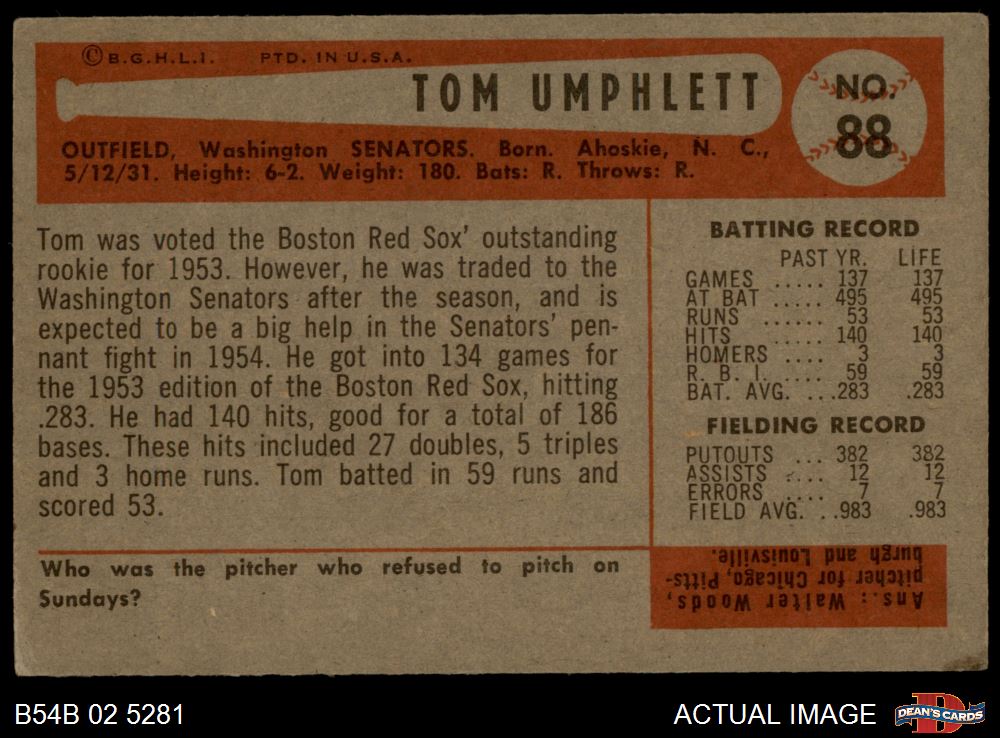 © B.G.H.L.I. PTD. IN U.S.A.
TOM UMPHLETT
NO.
88
OUTFIELD, Washington SENATORS. Born. Ahoskie, N. C.,
5/12/31. Height: 6-2. Weight: 180. Bats: R. Throws: R.
Tom was voted the Boston Red Sox' outstanding
rookie for 1953. However, he was traded to the
Washington Senators after the season, and is
expected to be a big help in the Senators' pen-
nant fight in 1954. He got into 134 games for
the 1953 edition of the Boston Red Sox, hitting
.283. He had 140 hits, good for a total of 186
bases. These hits included 27 doubles, 5 triples
and 3 home runs. Tom batted in 59 runs and
scored 53.
BATTING RECORD
PAST YR. LIFE
GAMES ..... 137 137
AT BAT ..... 495 495
RUNS ...... 53 53
HITS ...... 140 140
HOMERS .... 3 3
R. B. I. ..... 59 59
BAT. AVG. ... .283 .283
FIELDING RECORD
PUTOUTS ... 382 382
ASSISTS ... 12 12
ERRORS .... 7 7
FIELD AVG. . .983 .983
Who was the pitcher who refused to pitch on
Sundays?
Ans.: Walter Woods,
pitcher for Chicago, Pitts-
burgh and Louisville.
B54B 02 5281
ACTUAL IMAGE
D
DEAN'S CARDS